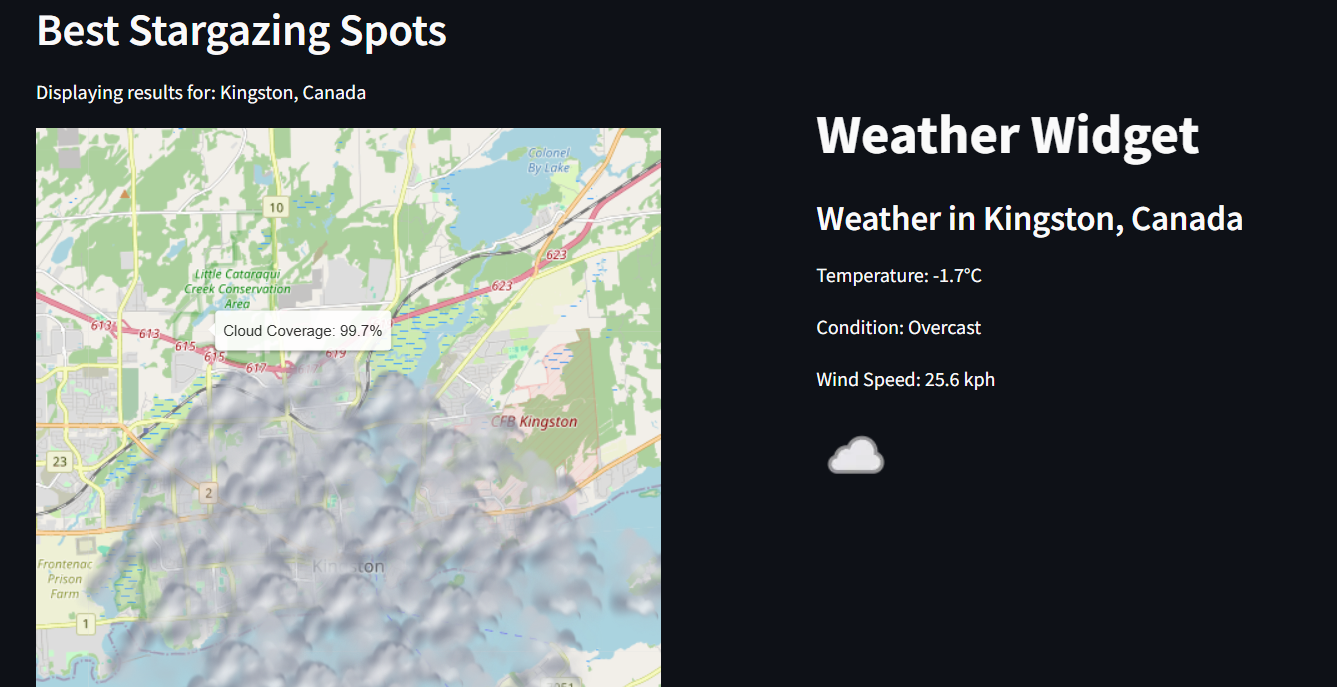 Best Stargazing Spots
Displaying results for: Kingston, Canada
Colonel
By Lake
10
623
Little Cataraqui
Creek Conservation
Area
623
613
613
Cloud Coverage: 99.7%
615
615
619
617
CFB Kingston
23
2
Kingston
Frontenac
Prison
Farm
1
Weather Widget
Weather in Kingston, Canada
Temperature: -1.7°C
Condition: Overcast
Wind Speed: 25.6 kph